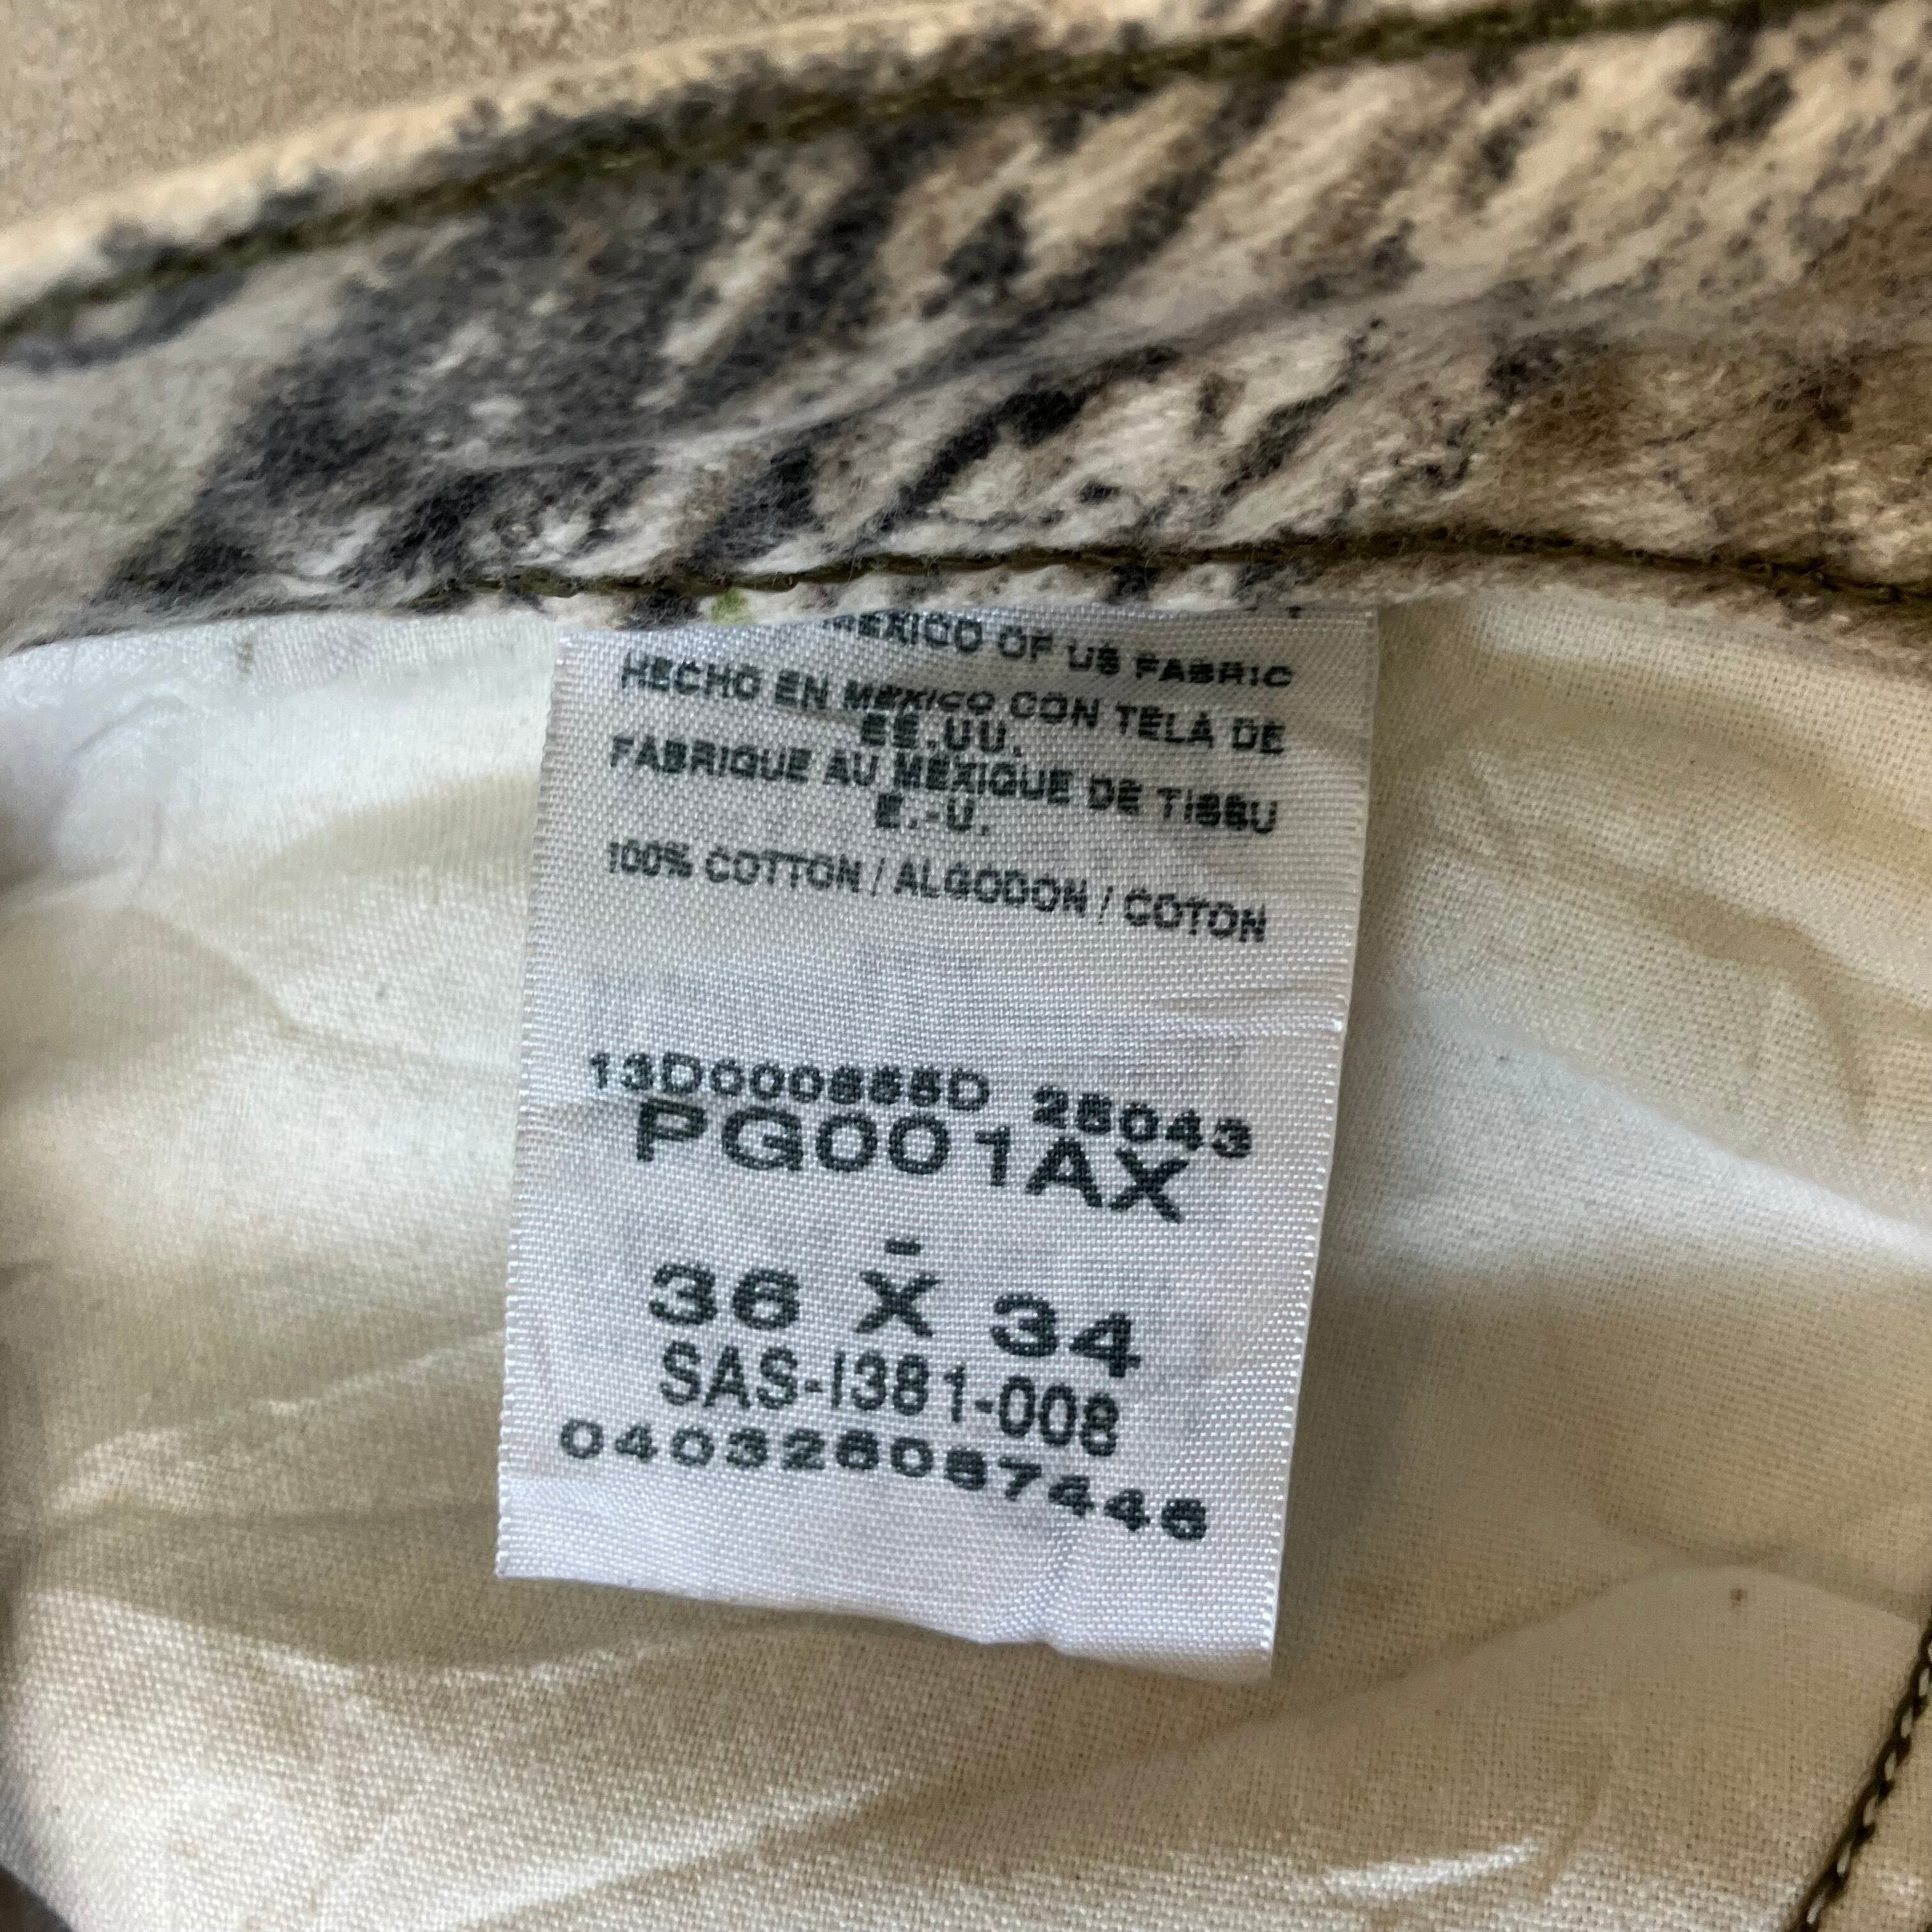 MEXICO OF US FABRIC
HECHO EN MEXICO CON TELA DE
EE.UU.
FABRIQUE AU MEXIQUE DE TISSU
E.-U.
100% COTTON / ALGODON / COTON
13D000865D 25043
PG001AX
-
36 X 34
SAS-I381-008
040326087446